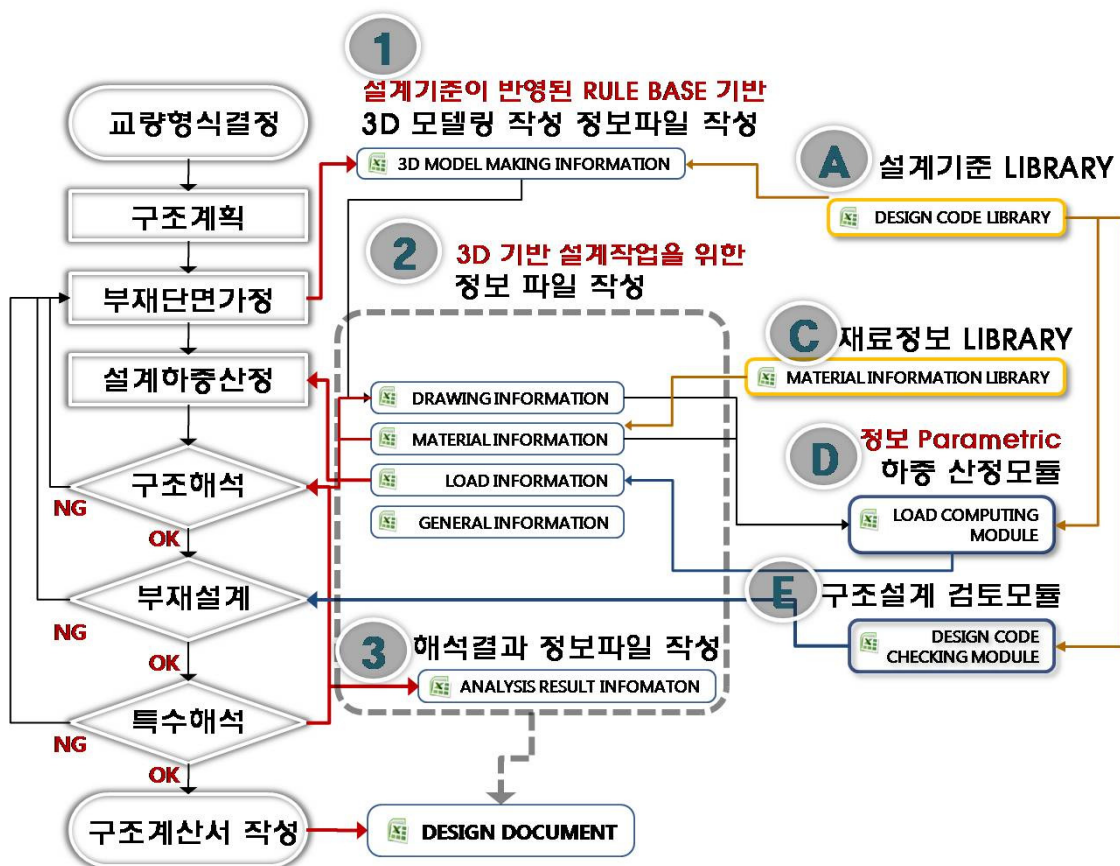 1
설계기준이 반영된 RULE BASE 기반
3D 모델링 작성 정보파일 작성
3D MODEL MAKING INFORMATION
교량형식결정
구조계획
부재단면가정
설계하중산정
구조해석
NG
OK
부재설계
NG
OK
특수해석
NG
OK
구조계산서 작성
2
3D 기반 설계작업을 위한
정보 파일 작성
DRAWING INFORMATION
MATERIAL INFORMATION
LOAD INFORMATION
GENERAL INFORMATION
3
해석결과 정보파일 작성
ANALYSIS RESULT INFOMATON
DESIGN DOCUMENT
A
설계기준 LIBRARY
DESIGN CODE LIBRARY
C
재료정보 LIBRARY
MATERIAL INFORMATION LIBRARY
D
정보 Parametric
하중 산정모듈
LOAD COMPUTING
MODULE
E
구조설계 검토모듈
DESIGN CODE
CHECKING MODULE